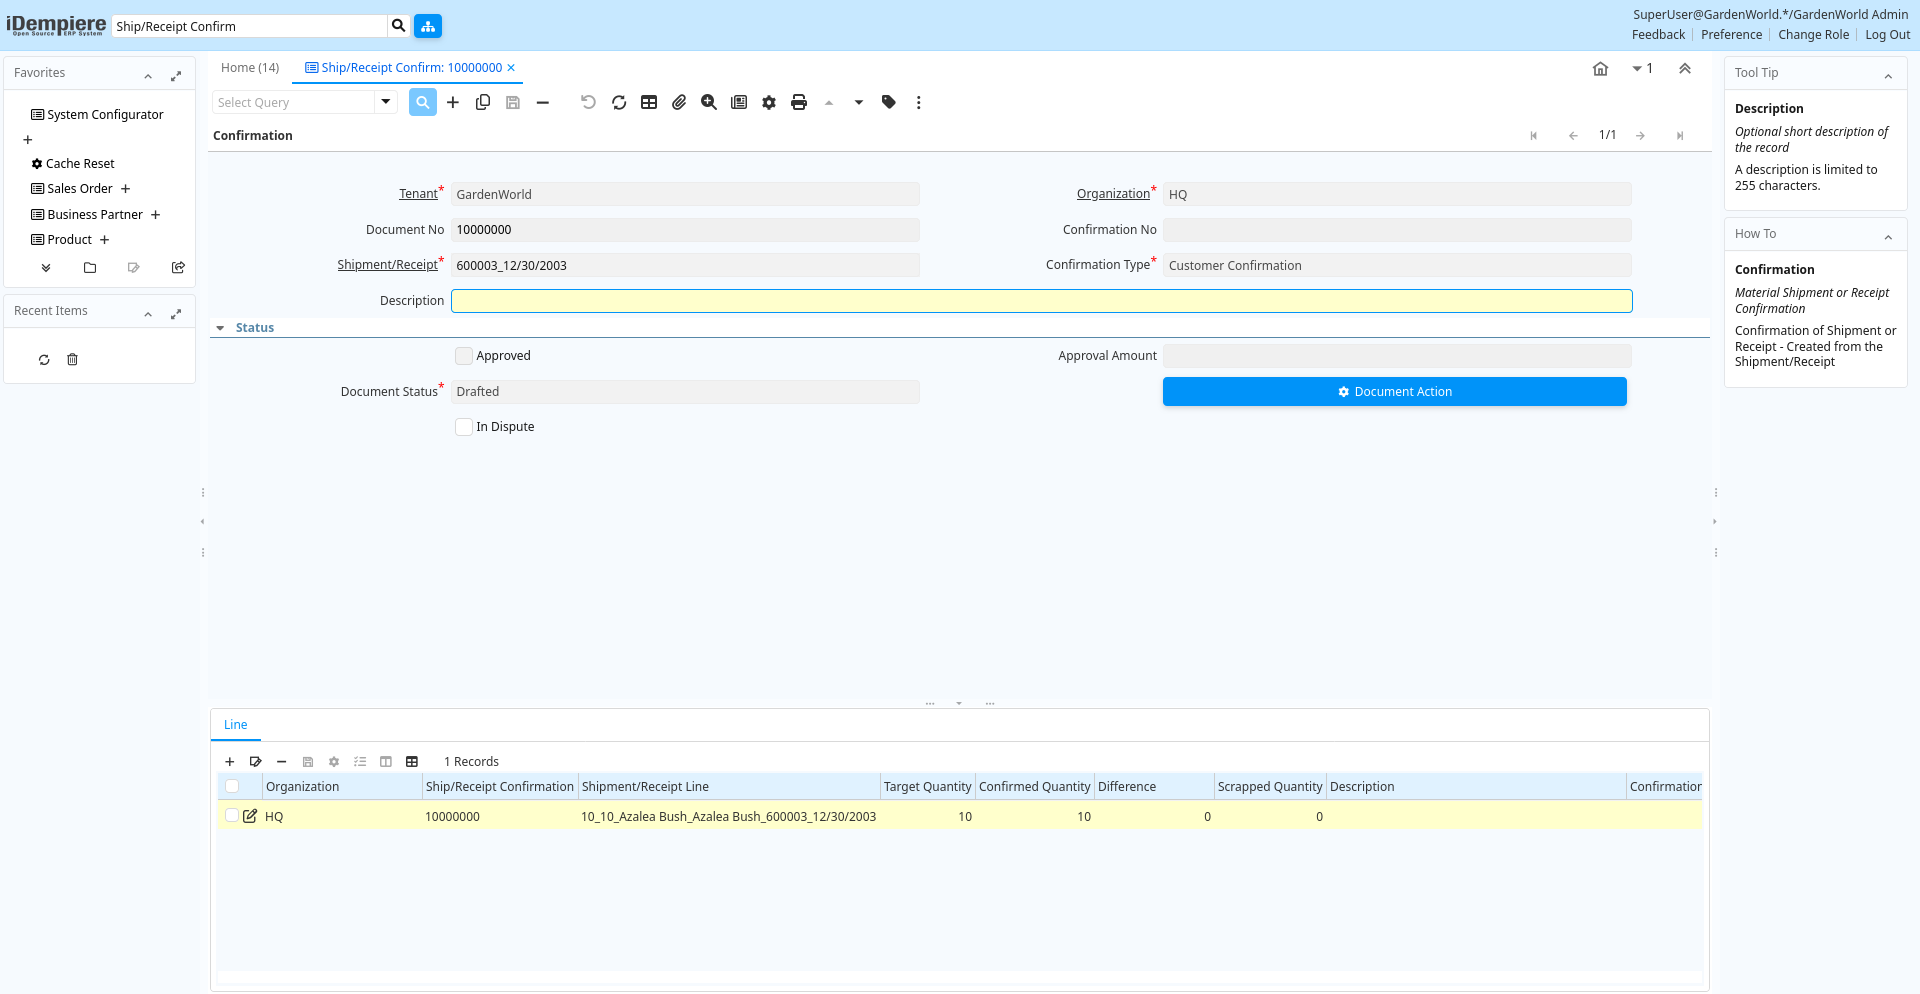 iDempiere
Open Source ERP System
Ship/Receipt Confirm
SuperUser@GardenWorld.*/GardenWorld Admin
Feedback
Preference
Change Role
Log Out
Favorites
System Configurator
Cache Reset
Sales Order
Business Partner
Product
Recent Items
Home (14)
Ship/Receipt Confirm: 10000000
1
Select Query
Confirmation
1/1
Tenant*
GardenWorld
Organization*
HQ
Document No
10000000
Confirmation No
Shipment/Receipt*
600003_12/30/2003
Confirmation Type*
Customer Confirmation
Description
Status
Approved
Approval Amount
Document Status*
Drafted
Document Action
In Dispute
Line
1 Records
Organization
Ship/Receipt Confirmation
Shipment/Receipt Line
Target Quantity
Confirmed Quantity
Difference
Scrapped Quantity
Description
Confirmation
HQ
10000000
10_10_Azalea Bush_Azalea Bush_600003_12/30/2003
10
10
0
0
Tool Tip
Description
Optional short description of
the record
A description is limited to
255 characters.
How To
Confirmation
Material Shipment or Receipt
Confirmation
Confirmation of Shipment or
Receipt - Created from the
Shipment/Receipt